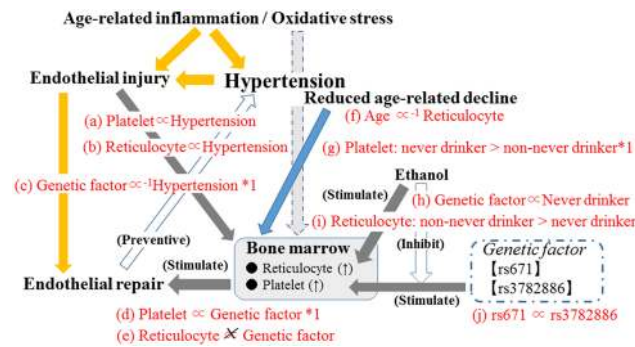 Age-related inflammation / Oxidative stress
Endothelial injury
Hypertension
Reduced age-related decline
(a) Platelet∝Hypertension
(f) Age ∝⁻¹ Reticulocyte
(b) Reticulocyte∝Hypertension
(g) Platelet: never drinker > non-never drinker*1
(c) Genetic factor∝⁻¹Hypertension *1
Ethanol
(Stimulate)
(h) Genetic factor∝Never drinker
(i) Reticulocyte: non-never drinker > never drinker
(Preventive)
Bone marrow
(Inhibit)
Genetic factor
● Reticulocyte (↑)
【rs671】
Endothelial repair
(Stimulate)
● Platelet (↑)
【rs3782886】
(Stimulate)
(d) Platelet ∝ Genetic factor *1
(j) rs671 ∝ rs3782886
(e) Reticulocyte ∝̸ Genetic factor